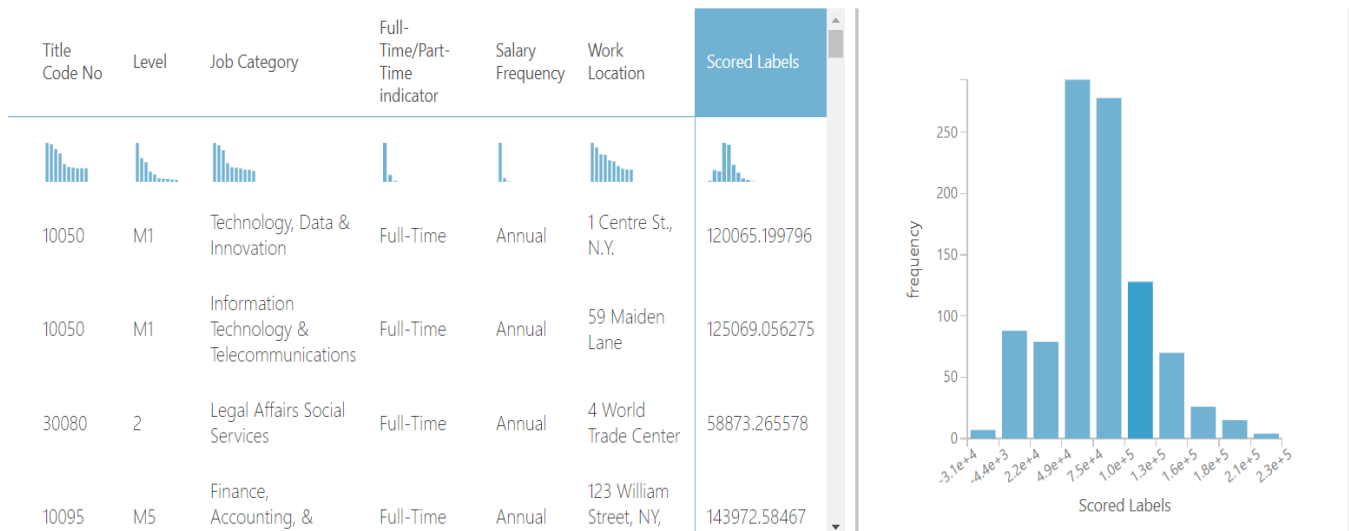 Title
Code No
Level
Job Category
Full-
Time/Part-
Time
indicator
Salary
Frequency
Work
Location
Scored Labels
10050
M1
Technology, Data &
Innovation
Full-Time
Annual
1 Centre St.,
N.Y.
120065.199796
10050
M1
Information
Technology &
Telecommunications
Full-Time
Annual
59 Maiden
Lane
125069.056275
30080
2
Legal Affairs Social
Services
Full-Time
Annual
4 World
Trade Center
58873.265578
10095
M5
Finance,
Accounting, &
Full-Time
Annual
123 William
Street, NY,
143972.58467
frequency
250
200
150
100
50
0
-3.1e+4
-4.4e+3
2.2e+4
4.9e+4
7.5e+4
1.0e+5
1.3e+5
1.6e+5
1.8e+5
2.1e+5
2.3e+5
Scored Labels